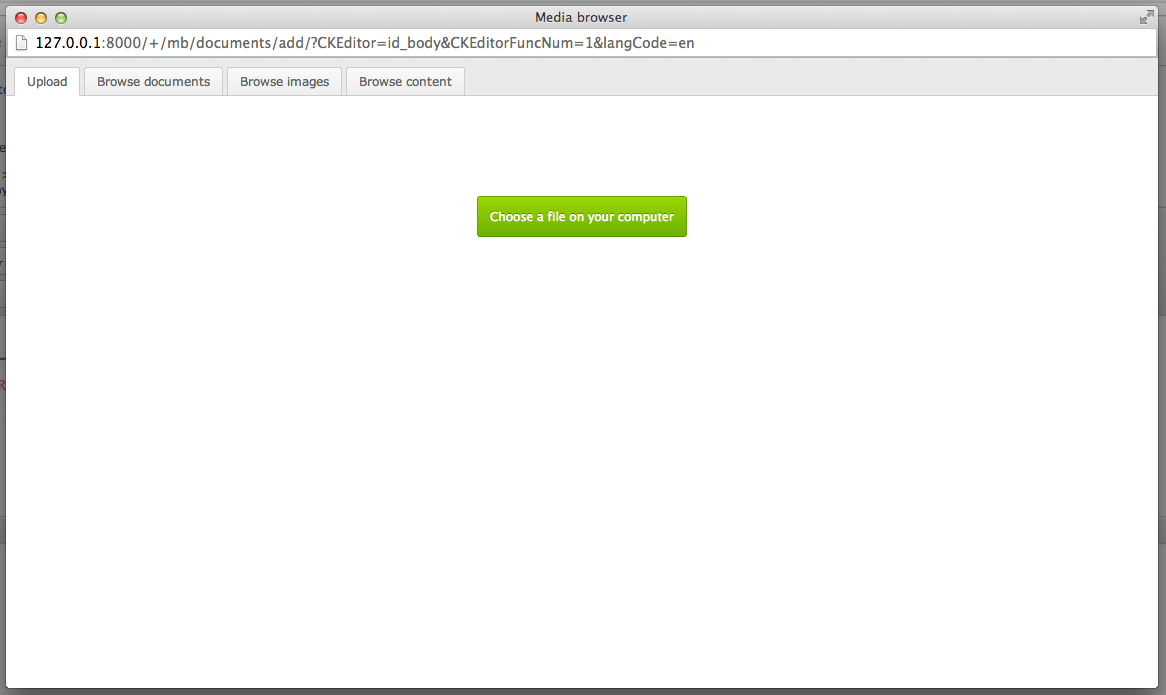 Media browser
127.0.0.1:8000/+/mb/documents/add/?CKEditor=id_body&CKEditorFuncNum=1&langCode=en
Upload
Browse documents
Browse images
Browse content
Choose a file on your computer